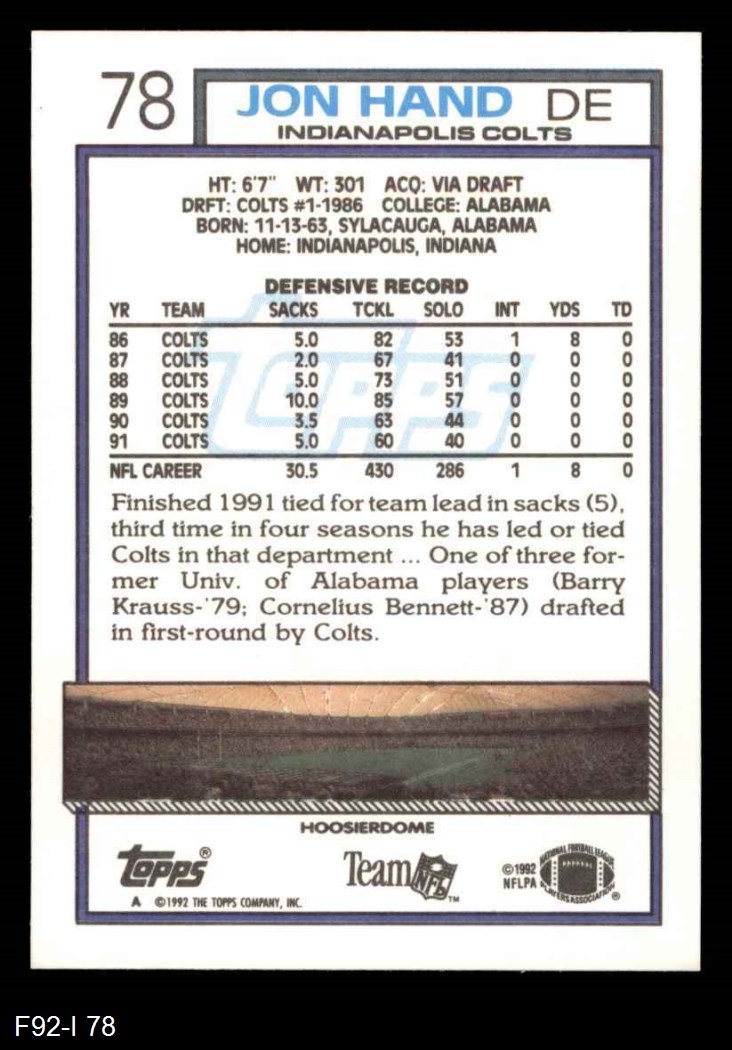 78 JON HAND DE
INDIANAPOLIS COLTS
HT: 6'7" WT: 301 ACQ: VIA DRAFT
DRFT: COLTS #1-1986 COLLEGE: ALABAMA
BORN: 11-13-63, SYLACAUGA, ALABAMA
HOME: INDIANAPOLIS, INDIANA
DEFENSIVE RECORD
YR TEAM SACKS TCKL SOLO INT YDS TD
86 COLTS 5.0 82 53 1 8 0
87 COLTS 2.0 67 41 0 0 0
88 COLTS 5.0 73 51 0 0 0
89 COLTS 10.0 85 57 0 0 0
90 COLTS 3.5 63 44 0 0 0
91 COLTS 5.0 60 40 0 0 0
NFL CAREER 30.5 430 286 1 8 0
topps
Finished 1991 tied for team lead in sacks (5),
third time in four seasons he has led or tied
Colts in that department ... One of three for-
mer Univ. of Alabama players (Barry
Krauss-'79; Cornelius Bennett-'87) drafted
in first-round by Colts.
HOOSIERDOME
topps®
Team NFL™
©1992
NFLPA
NATIONAL FOOTBALL LEAGUE
PLAYERS ASSOCIATION ®
A ©1992 THE TOPPS COMPANY, INC.
F92-I 78